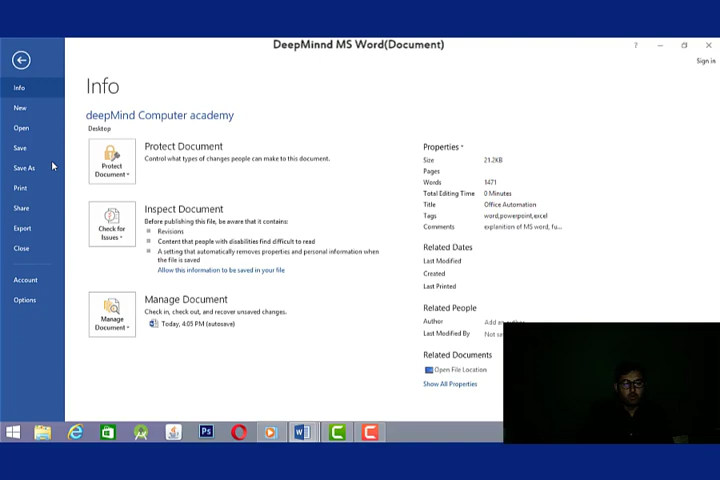 DeepMinnd MS Word(Document)
?
Sign in
Info
New
Open
Save
Save As
Print
Share
Export
Close
Account
Options
Info
deepMind Computer academy
Desktop
Protect Document
Protect Document
Control what types of changes people can make to this document.
Check for Issues
Inspect Document
Before publishing this file, be aware that it contains:
Revisions
Content that people with disabilities find difficult to read
A setting that automatically removes properties and personal information when
the file is saved
Allow this information to be saved in your file
Manage Document
Manage Document
Check in, check out, and recover unsaved changes.
Today, 4:05 PM (autosave)
Properties
Size 21.2KB
Pages
Words 1471
Total Editing Time 0 Minutes
Title Office Automation
Tags word,powerpoint,excel
Comments explanition of MS word, fu...
Related Dates
Last Modified
Created
Last Printed
Related People
Author Add an
Last Modified By Not
Related Documents
Open File Location
Show All Properties
Ps